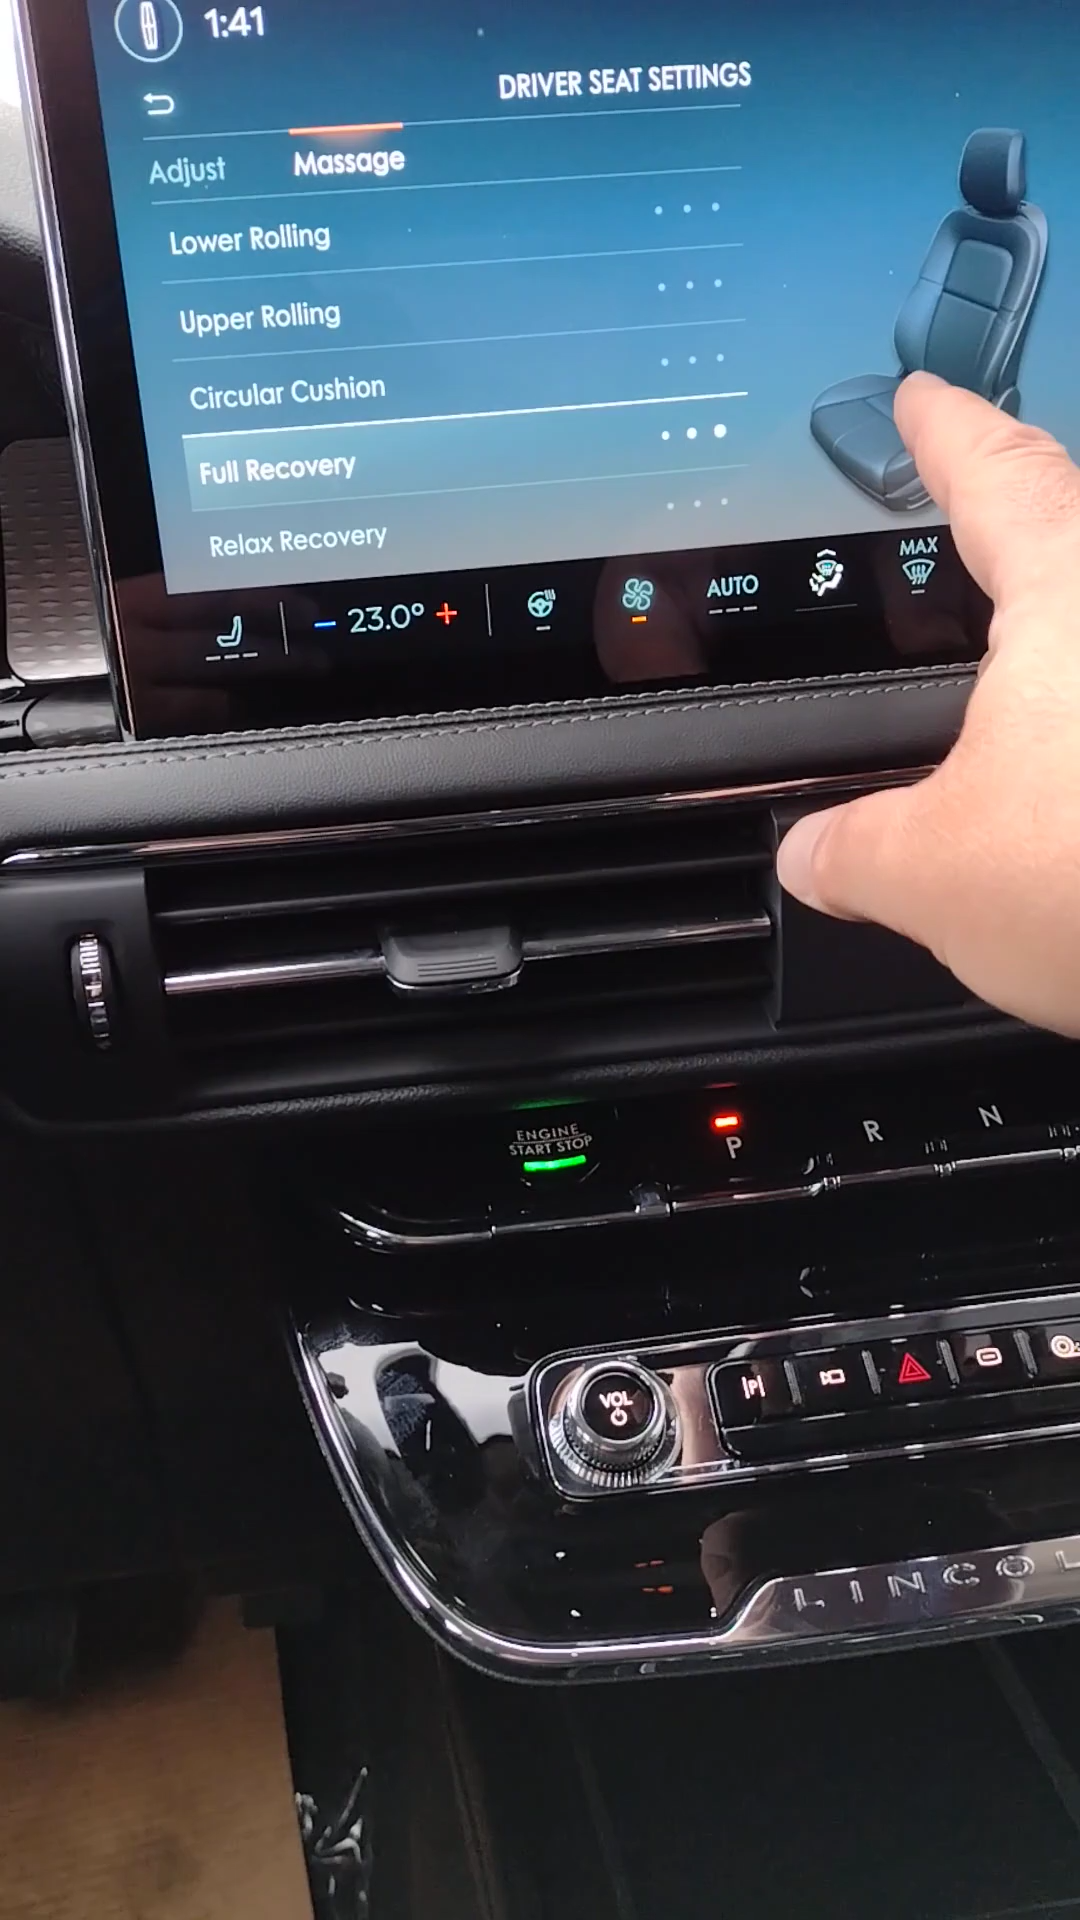 1:41
DRIVER SEAT SETTINGS
Adjust Massage
Lower Rolling
Upper Rolling
Circular Cushion
Full Recovery
Relax Recovery
− 23.0° + AUTO MAX
ENGINE
START STOP
P R N
VOL
P
LINCOL